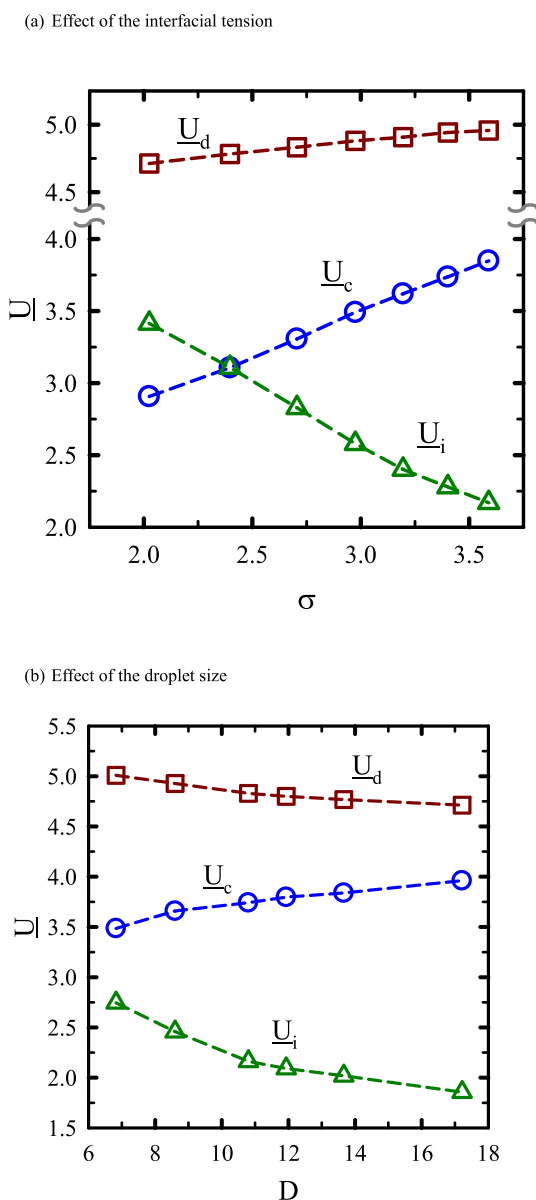 (a) Effect of the interfacial tension
5.0
U_d
4.5
4.0
U_c
U
3.5
3.0
U_i
2.5
2.0
2.0 2.5 3.0 3.5
σ
(b) Effect of the droplet size
5.5
U_d
5.0
4.5
4.0
U_c
U
3.5
3.0
2.5
U_i
2.0
1.5
6 8 10 12 14 16 18
D